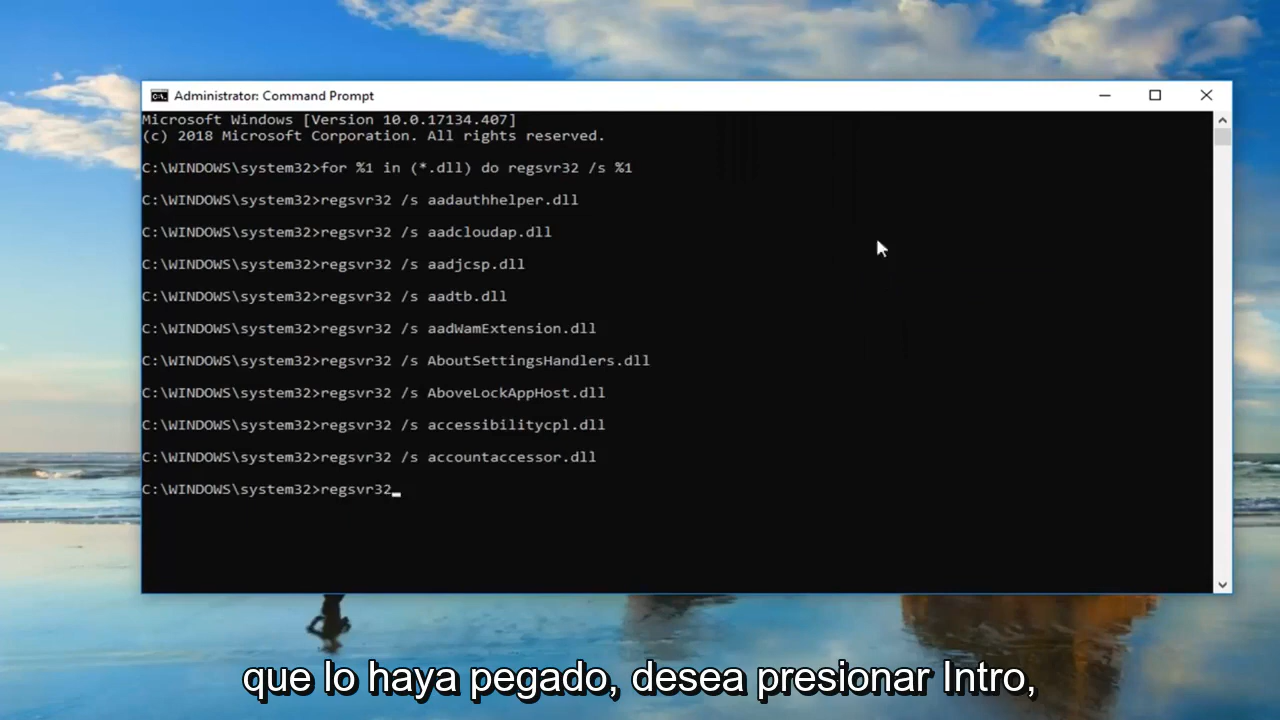 Administrator: Command Prompt
Microsoft Windows [Version 10.0.17134.407]
(c) 2018 Microsoft Corporation. All rights reserved.
C:\WINDOWS\system32>for %1 in (*.dll) do regsvr32 /s %1
C:\WINDOWS\system32>regsvr32 /s aadauthhelper.dll
C:\WINDOWS\system32>regsvr32 /s aadcloudap.dll
C:\WINDOWS\system32>regsvr32 /s aadjcsp.dll
C:\WINDOWS\system32>regsvr32 /s aadtb.dll
C:\WINDOWS\system32>regsvr32 /s aadWamExtension.dll
C:\WINDOWS\system32>regsvr32 /s AboutSettingsHandlers.dll
C:\WINDOWS\system32>regsvr32 /s AboveLockAppHost.dll
C:\WINDOWS\system32>regsvr32 /s accessibilitycpl.dll
C:\WINDOWS\system32>regsvr32 /s accountaccessor.dll
C:\WINDOWS\system32>regsvr32
que lo haya pegado, desea presionar Intro,